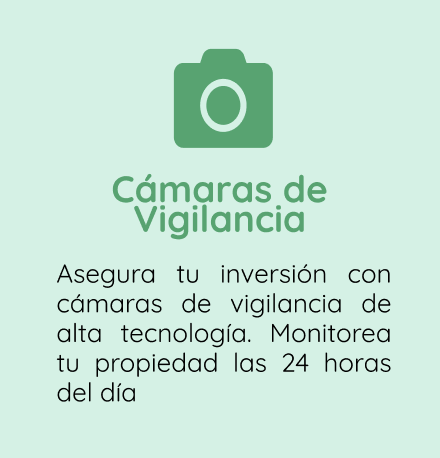 Cámaras de
Vigilancia
Asegura tu inversión con
cámaras de vigilancia de
alta tecnología. Monitorea
tu propiedad las 24 horas
del día